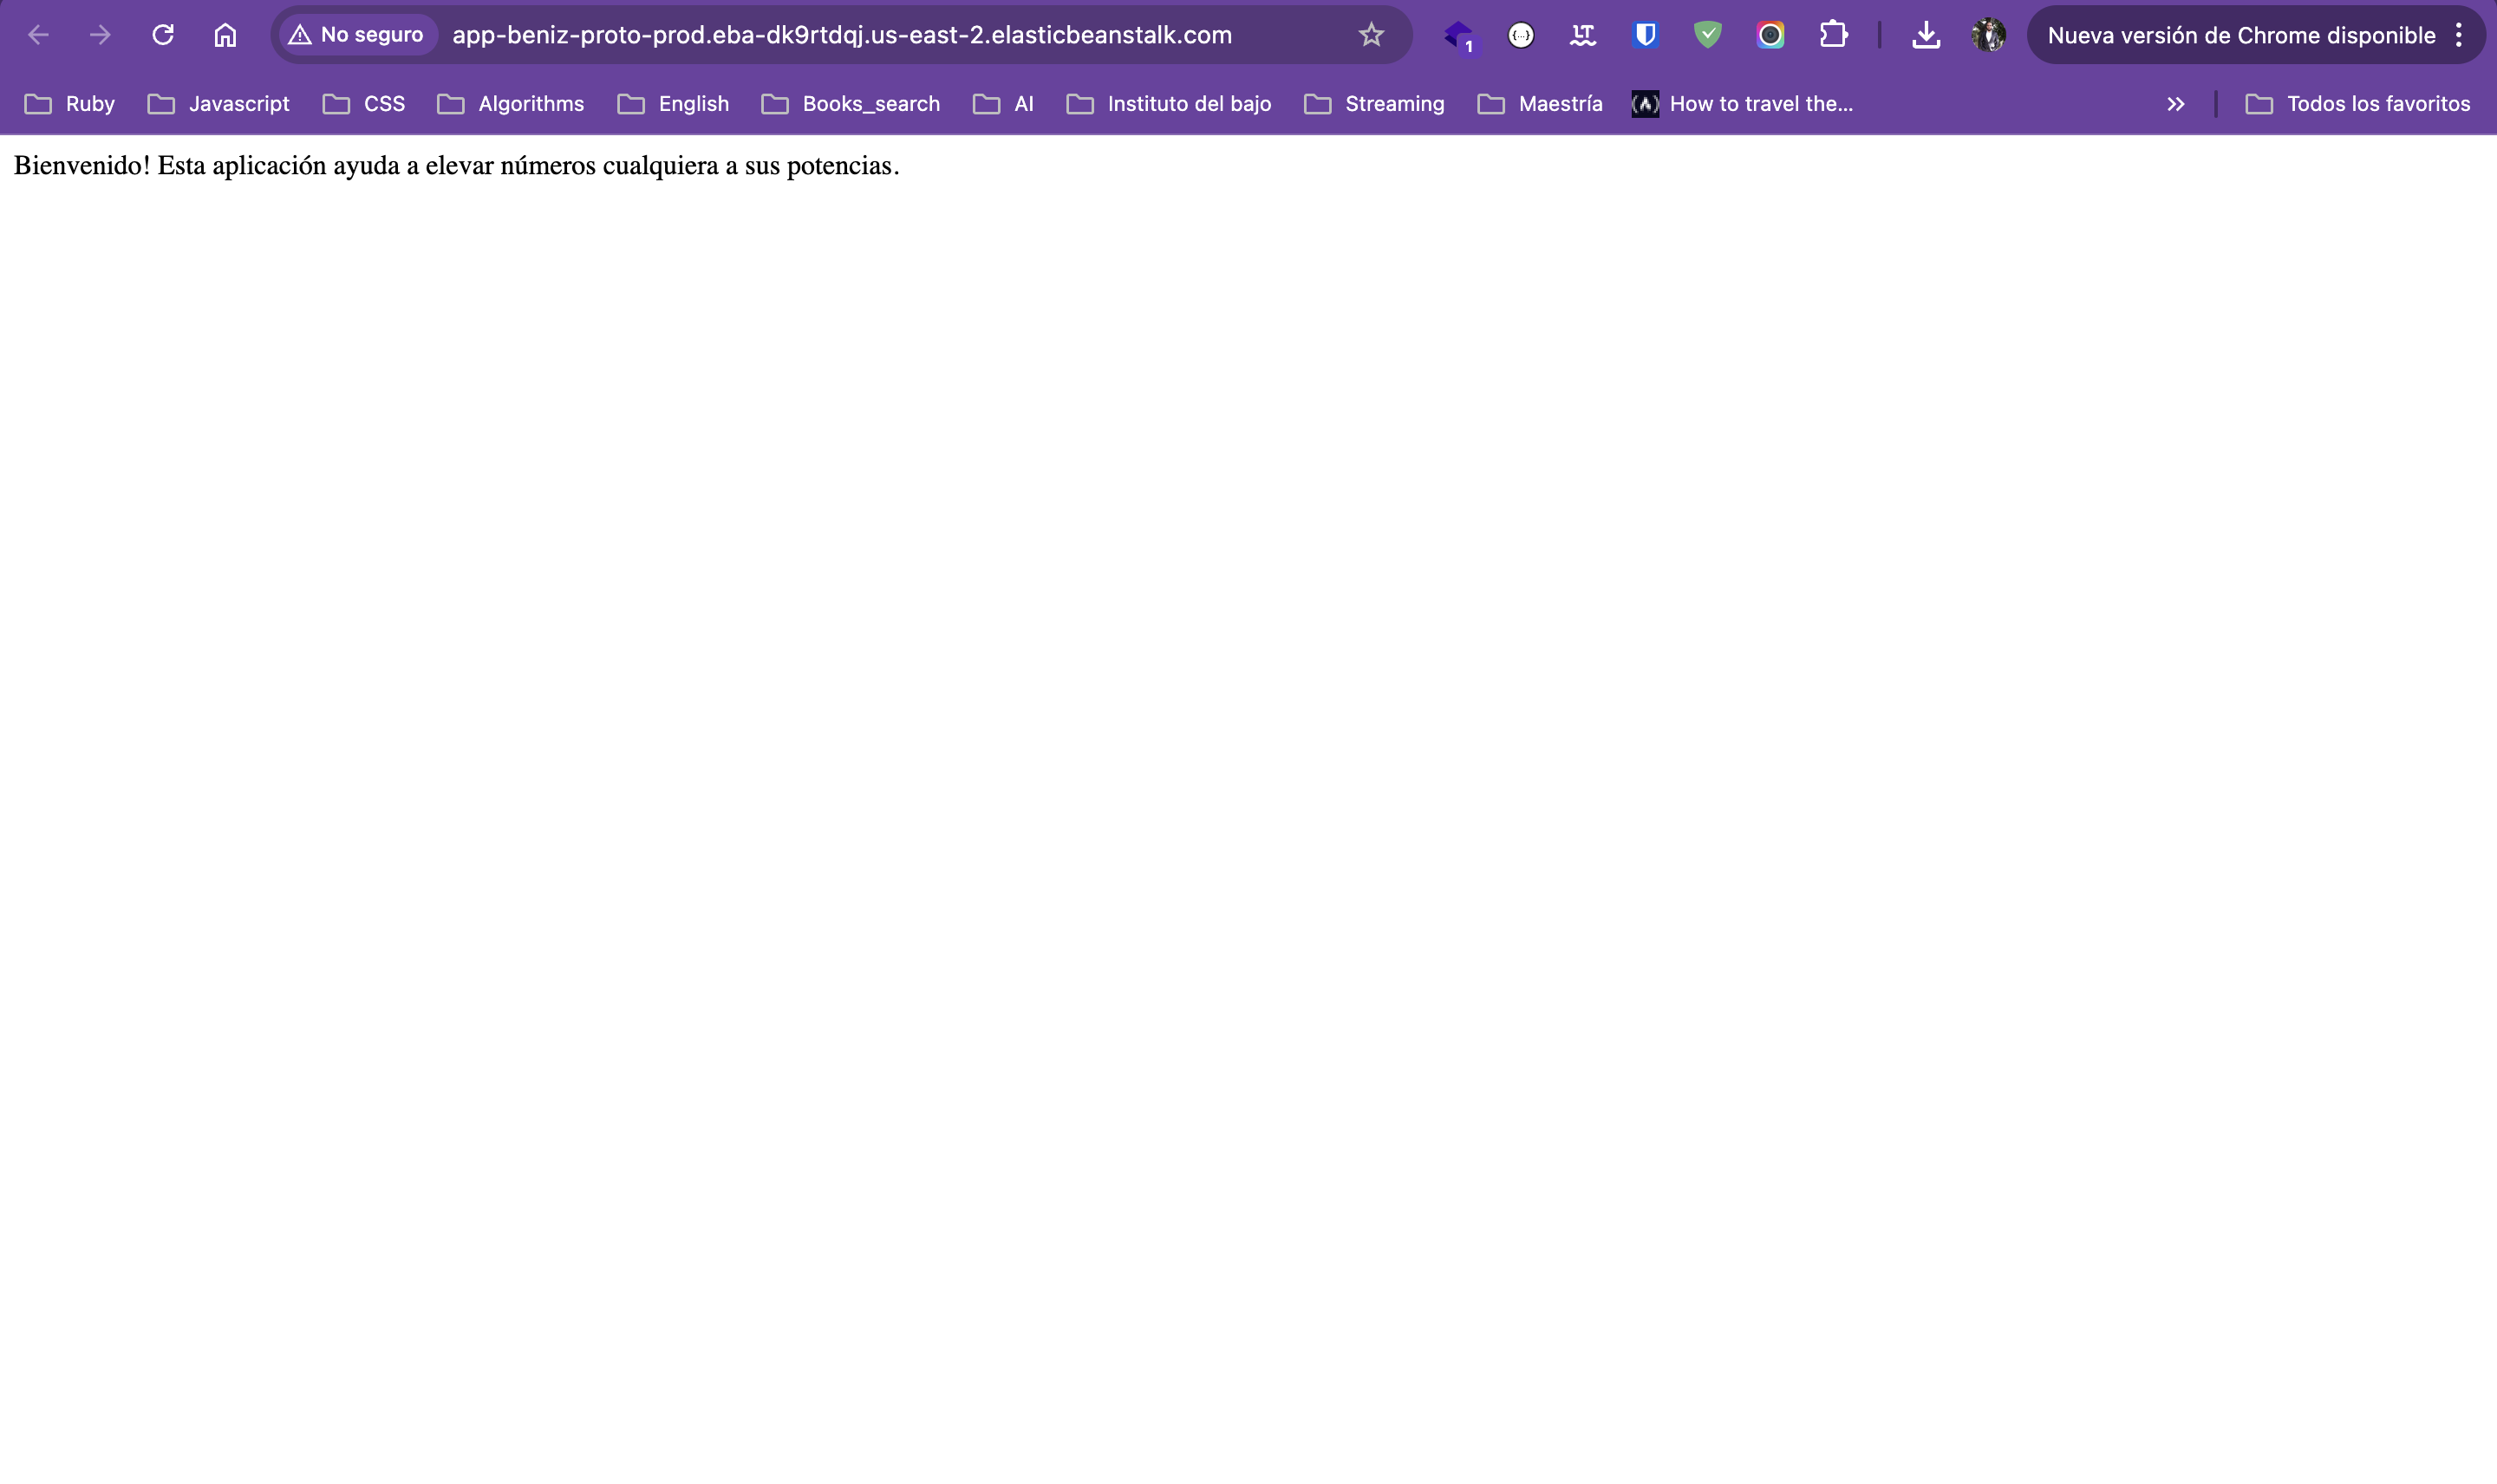 No seguro
app-beniz-proto-prod.eba-dk9rtdqj.us-east-2.elasticbeanstalk.com
1
Nueva versión de Chrome disponible
Ruby
Javascript
CSS
Algorithms
English
Books_search
AI
Instituto del bajo
Streaming
Maestría
How to travel the...
Todos los favoritos
Bienvenido! Esta aplicación ayuda a elevar números cualquiera a sus potencias.